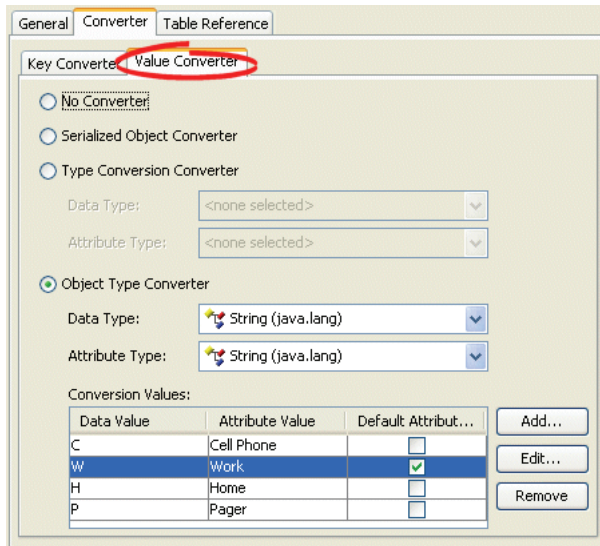 General Converter Table Reference
Key Converte Value Converter
No Converter
Serialized Object Converter
Type Conversion Converter
Data Type: <none selected>
Attribute Type: <none selected>
Object Type Converter
Data Type: String (java.lang)
Attribute Type: String (java.lang)
Conversion Values:
Data Value Attribute Value Default Attribut... Add...
C Cell Phone
W Work Edit...
H Home
P Pager Remove